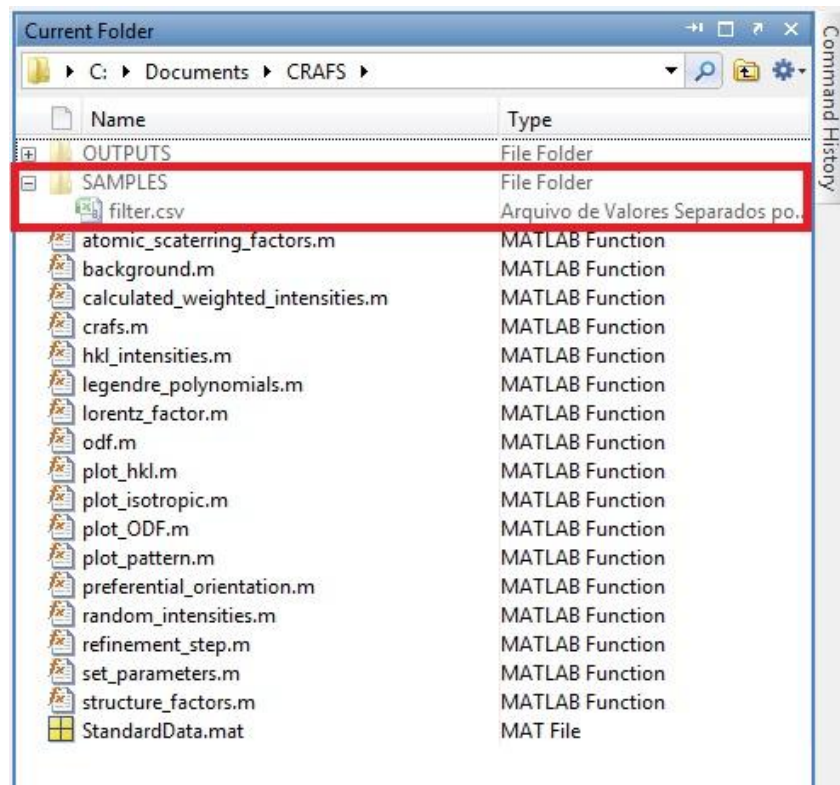 Current Folder
C: Documents CRAFS
Name Type
OUTPUTS File Folder
SAMPLES File Folder
filter.csv Arquivo de Valores Separados po..
atomic_scaterring_factors.m MATLAB Function
background.m MATLAB Function
calculated_weighted_intensities.m MATLAB Function
crafs.m MATLAB Function
hkl_intensities.m MATLAB Function
legendre_polynomials.m MATLAB Function
lorentz_factor.m MATLAB Function
odf.m MATLAB Function
plot_hkl.m MATLAB Function
plot_isotropic.m MATLAB Function
plot_ODF.m MATLAB Function
plot_pattern.m MATLAB Function
preferential_orientation.m MATLAB Function
random_intensities.m MATLAB Function
refinement_step.m MATLAB Function
set_parameters.m MATLAB Function
structure_factors.m MATLAB Function
StandardData.mat MAT File
Command History